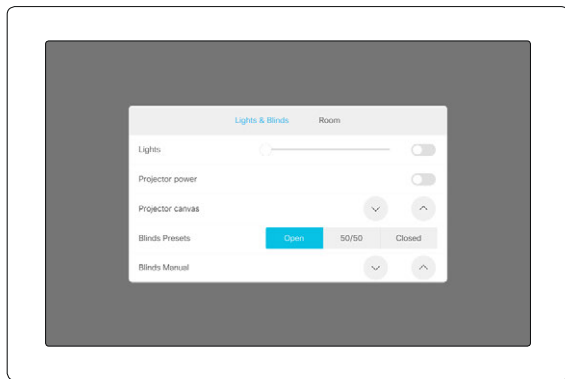 Lights & Blinds Room
Lights
Projector power
Projector canvas
Blinds Presets Open 50/50 Closed
Blinds Manual